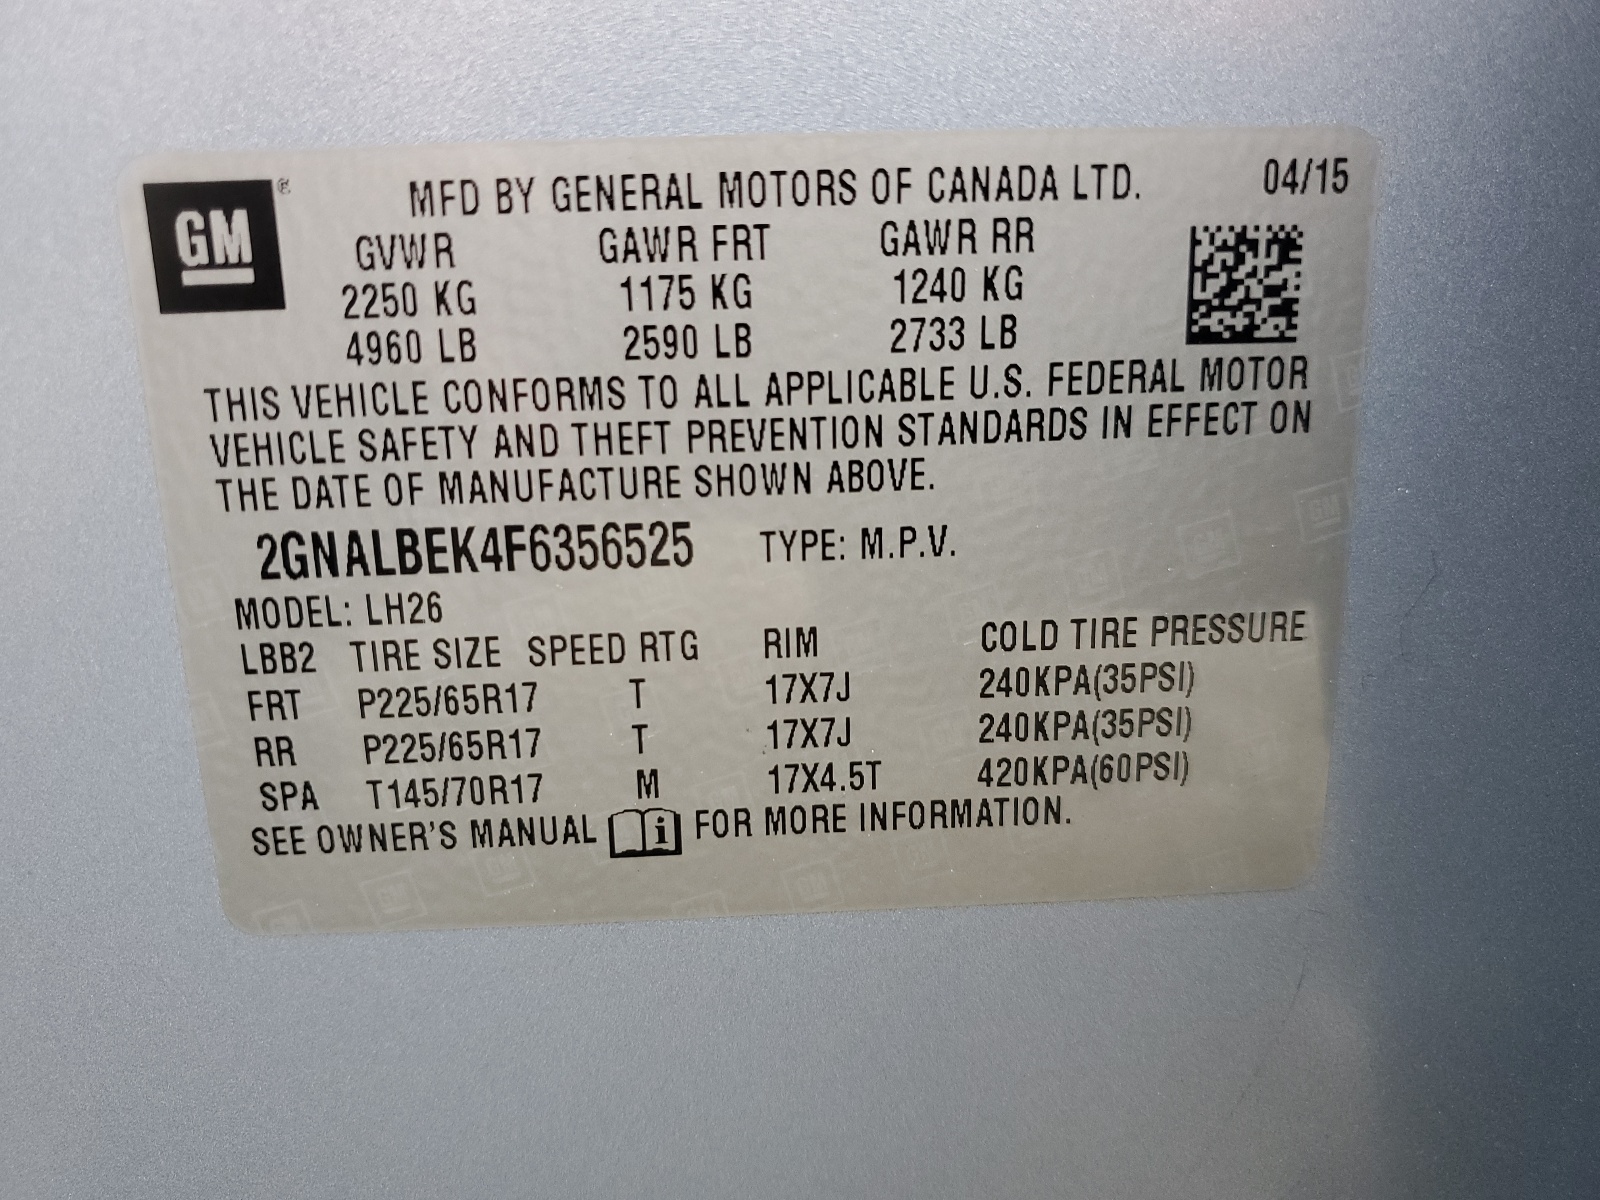 GM ® MFD BY GENERAL MOTORS OF CANADA LTD. 04/15
GVWR GAWR FRT GAWR RR
2250 KG 1175 KG 1240 KG
4960 LB 2590 LB 2733 LB
THIS VEHICLE CONFORMS TO ALL APPLICABLE U.S. FEDERAL MOTOR
VEHICLE SAFETY AND THEFT PREVENTION STANDARDS IN EFFECT ON
THE DATE OF MANUFACTURE SHOWN ABOVE.
2GNALBEK4F6356525 TYPE: M.P.V.
MODEL: LH26
LBB2 TIRE SIZE SPEED RTG RIM COLD TIRE PRESSURE
FRT P225/65R17 T 17X7J 240KPA(35PSI)
RR P225/65R17 T 17X7J 240KPA(35PSI)
SPA T145/70R17 M 17X4.5T 420KPA(60PSI)
SEE OWNER'S MANUAL i FOR MORE INFORMATION.